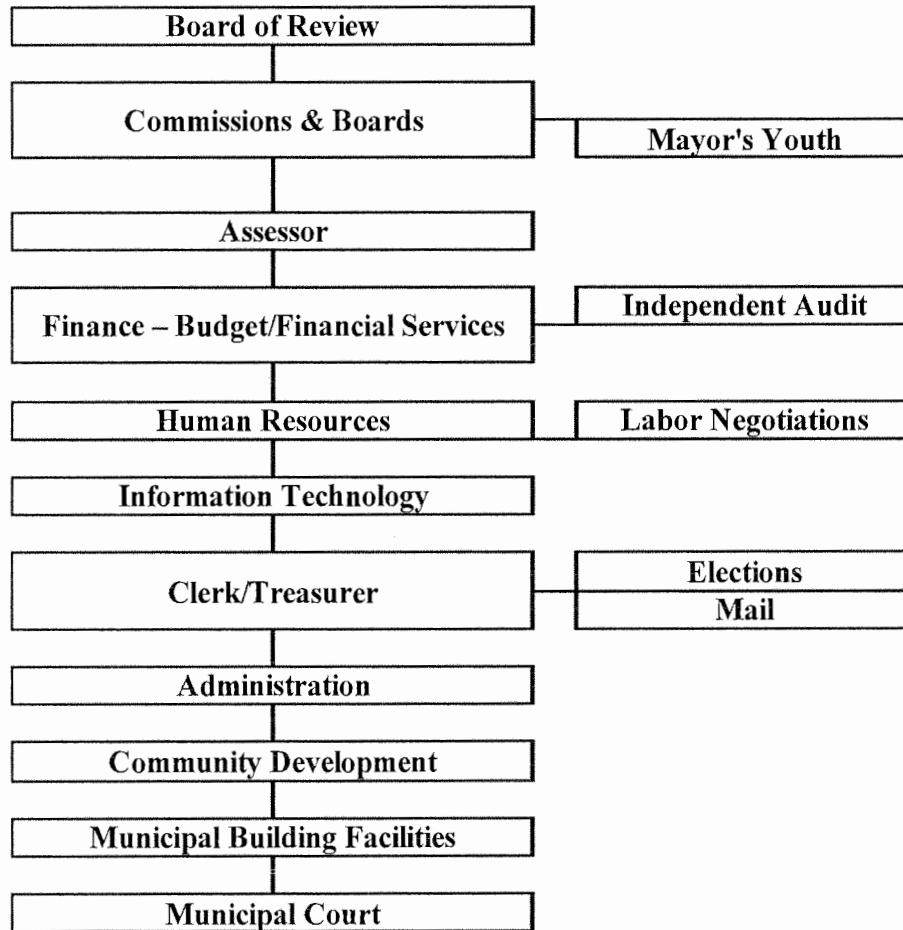 Board of Review
Commissions & Boards
Mayor's Youth
Assessor
Finance – Budget/Financial Services
Independent Audit
Human Resources
Labor Negotiations
Information Technology
Clerk/Treasurer
Elections
Mail
Administration
Community Development
Municipal Building Facilities
Municipal Court